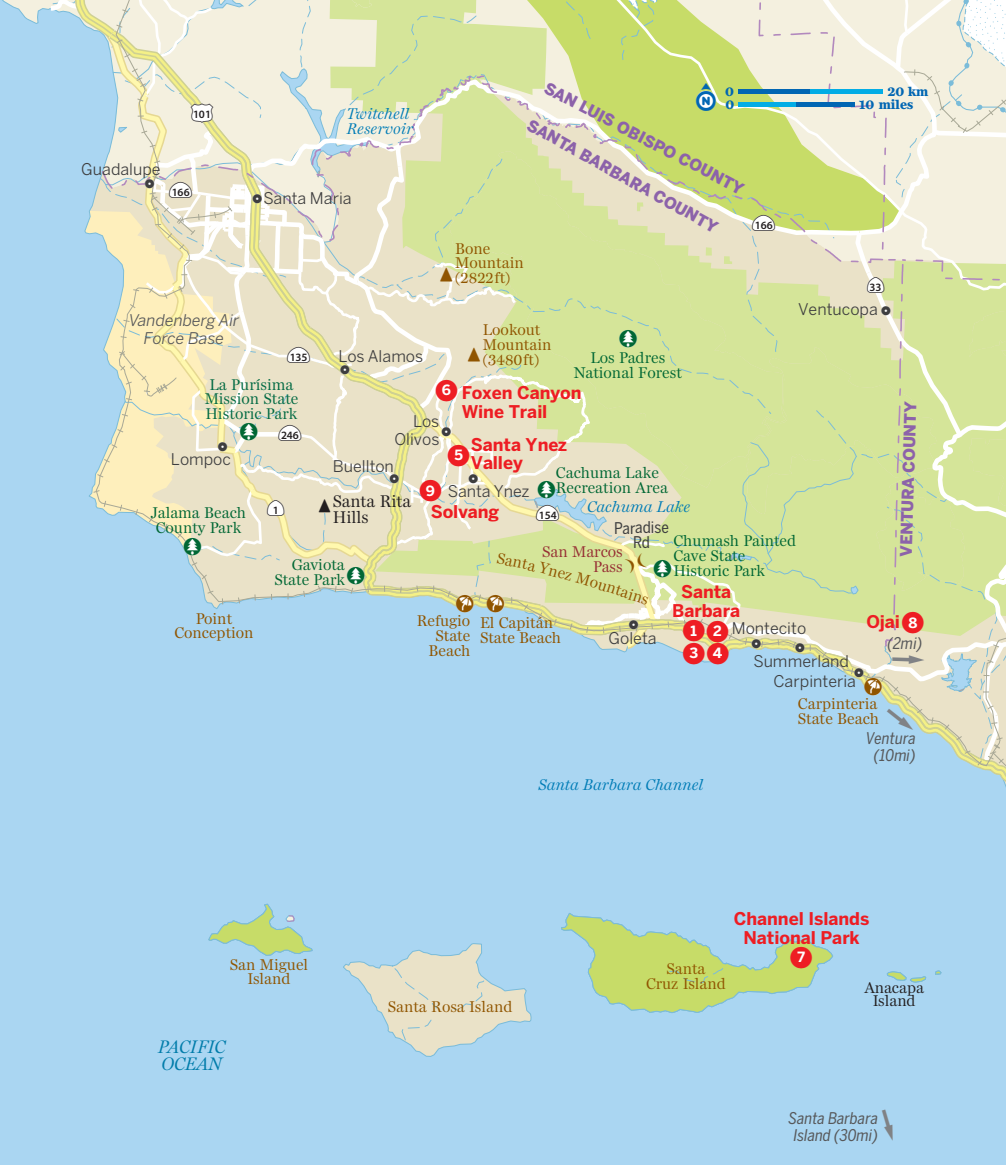 N
0
20 km
0
10 miles
101
Twitchell
Reservoir
SAN LUIS OBISPO COUNTY
SANTA BARBARA COUNTY
Guadalupe
166
Santa Maria
166
Bone
Mountain
(2822ft)
33
Ventucopa
Vandenberg Air
Force Base
Lookout
Mountain
(3480ft)
Los Padres
National Forest
135
Los Alamos
La Purísima
Mission State
Historic Park
6
Foxen Canyon
Wine Trail
VENTURA COUNTY
246
Los
Olivos
Lompoc
5
Santa Ynez
Valley
Buellton
9
Santa Ynez
Solvang
Cachuma Lake
Recreation Area
Cachuma Lake
Santa Rita
Hills
1
154
Jalama Beach
County Park
Paradise
Rd
Chumash Painted
Cave State
Historic Park
San Marcos
Pass
Santa Ynez Mountains
Gaviota
State Park
Santa
Barbara
1
2
3
4
Point
Conception
Refugio
State
Beach
El Capitán
State Beach
Goleta
Montecito
Ojai
8
(2mi)
Summerland
Carpinteria
Carpinteria
State Beach
Ventura
(10mi)
Santa Barbara Channel
Channel Islands
National Park
7
San Miguel
Island
Santa Rosa Island
Santa
Cruz Island
Anacapa
Island
PACIFIC
OCEAN
Santa Barbara
Island (30mi)